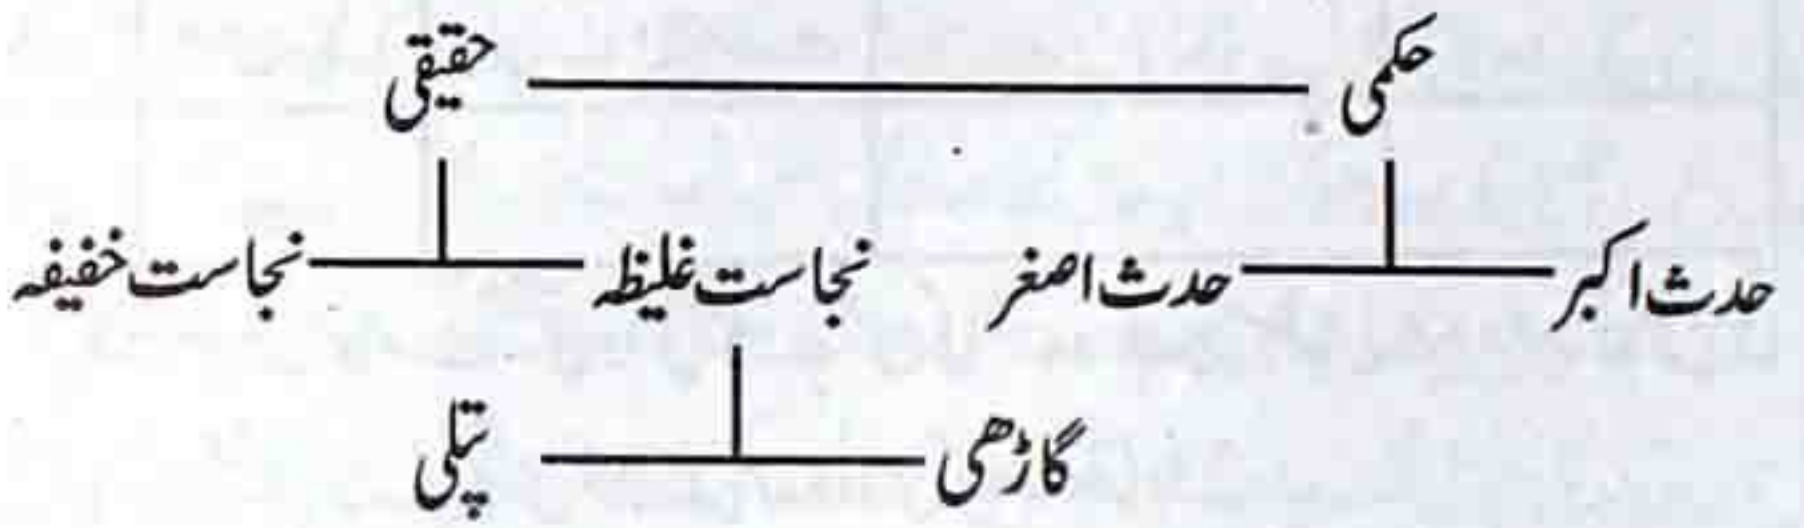 حکمی حقیقی
حدث اکبر حدث اصغر نجاست غلیظہ نجاست خفیفہ
گاڑھی پتلی